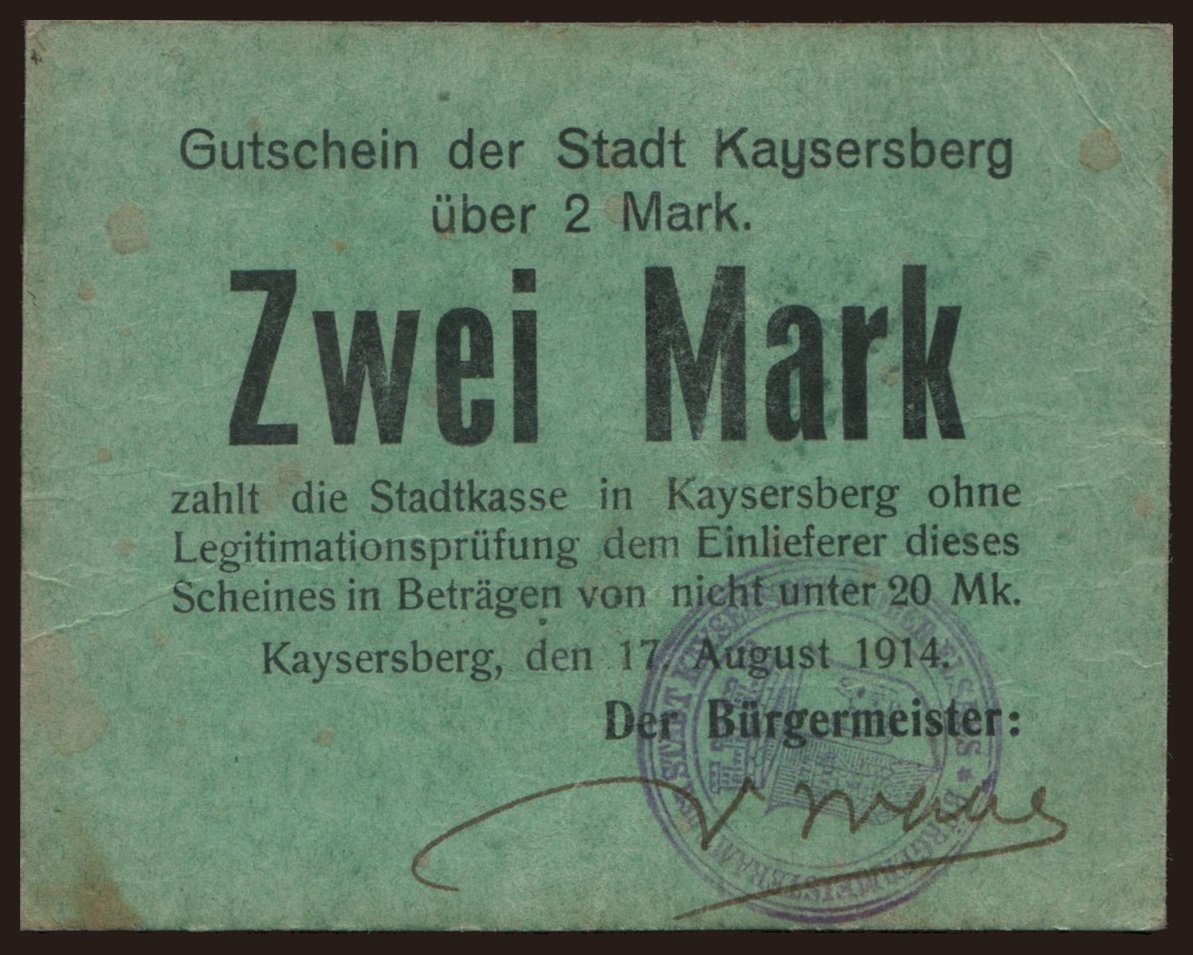 Gutschein der Stadt Kaysersberg
über 2 Mark.
Zwei Mark
zahlt die Stadtkasse in Kaysersberg ohne
Legitimationsprüfung dem Einlieferer dieses
Scheines in Beträgen von nicht unter 20 Mk.
Kaysersberg, den 17. August 1914.
Der Bürgermeister: